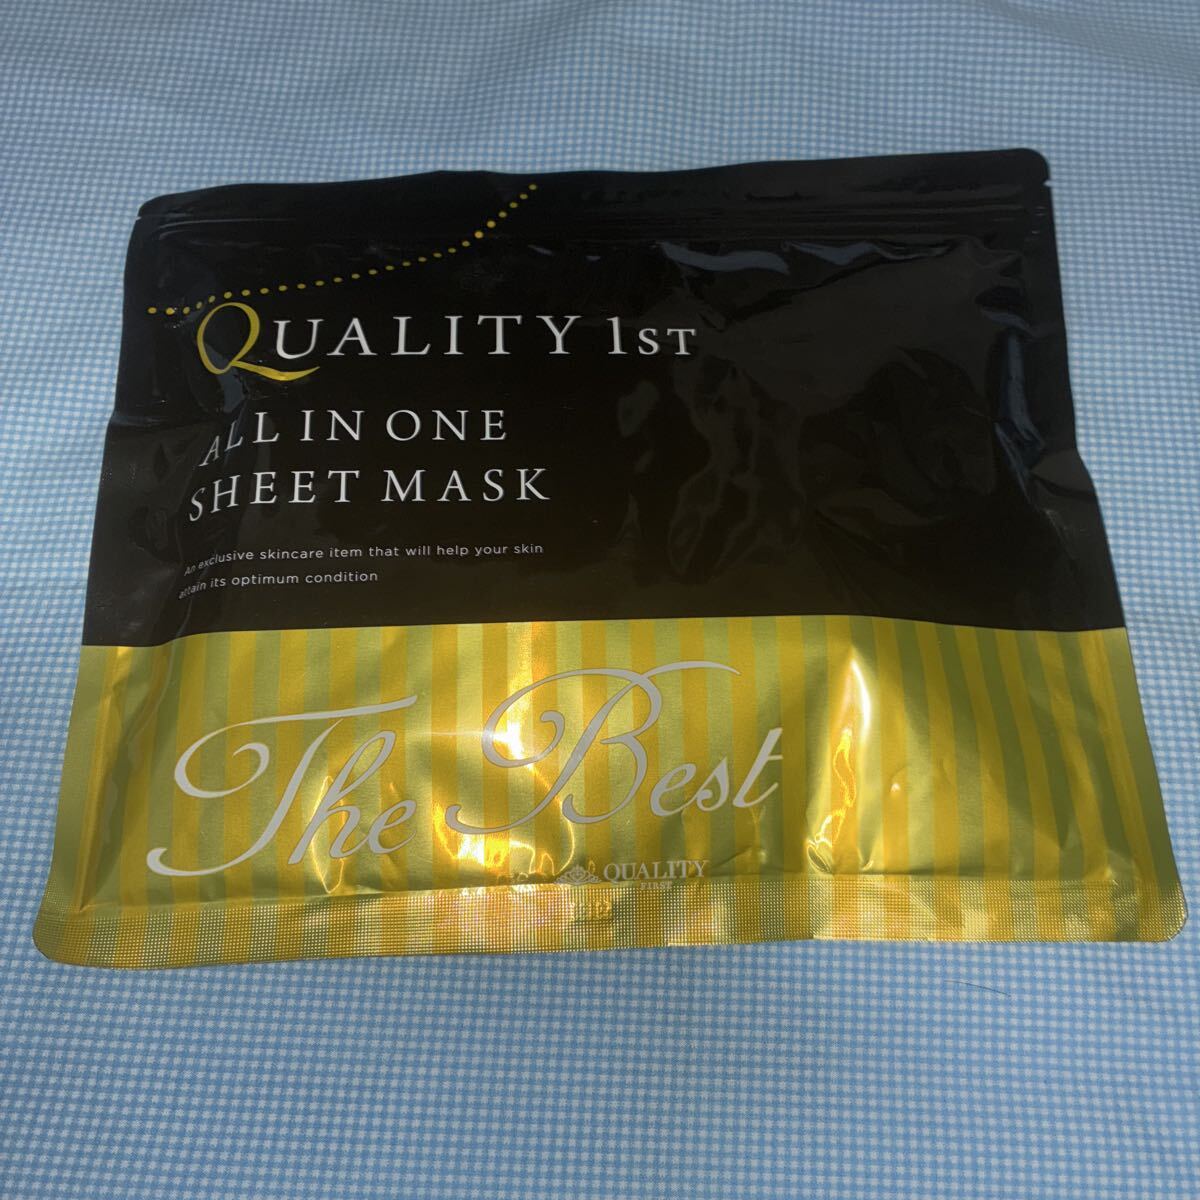 QUALITY 1ST
ALL IN ONE
SHEET MASK
An exclusive skincare item that will help your skin
attain its optimum condition
The Best
QUALITY
FIRST